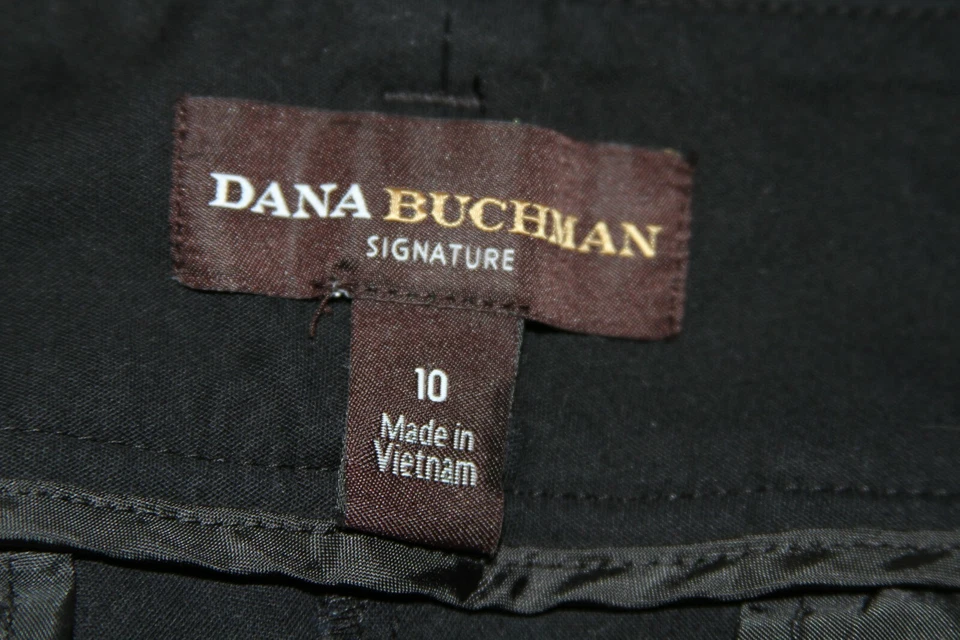 DANA BUCHMAN
SIGNATURE
10
Made in
Vietnam